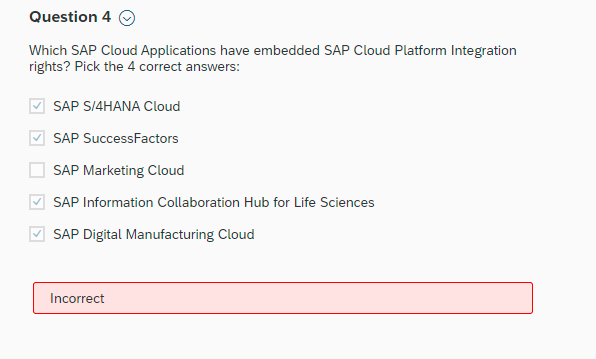 Question 4
Which SAP Cloud Applications have embedded SAP Cloud Platform Integration
rights? Pick the 4 correct answers:
SAP S/4HANA Cloud
SAP SuccessFactors
SAP Marketing Cloud
SAP Information Collaboration Hub for Life Sciences
SAP Digital Manufacturing Cloud
Incorrect